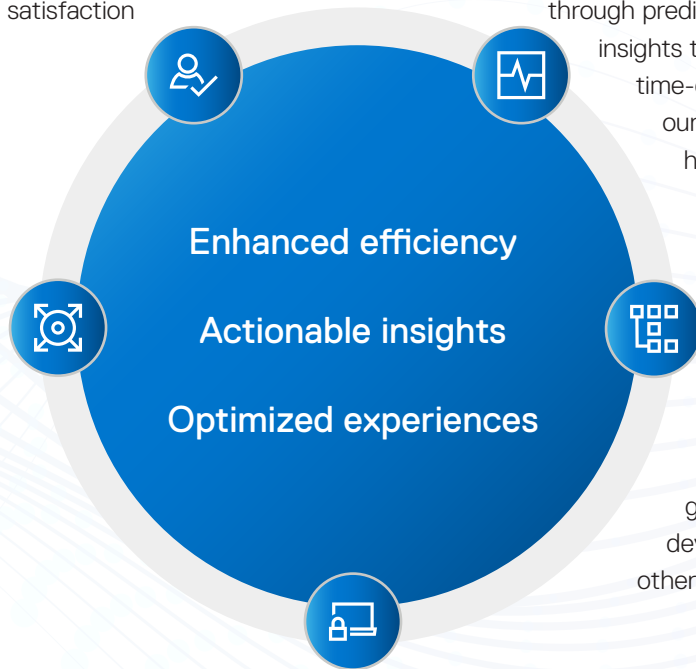 satisfaction
through predi
insights t
time-
our
h
Enhanced efficiency
Actionable insights
Optimized experiences
g
dev
other